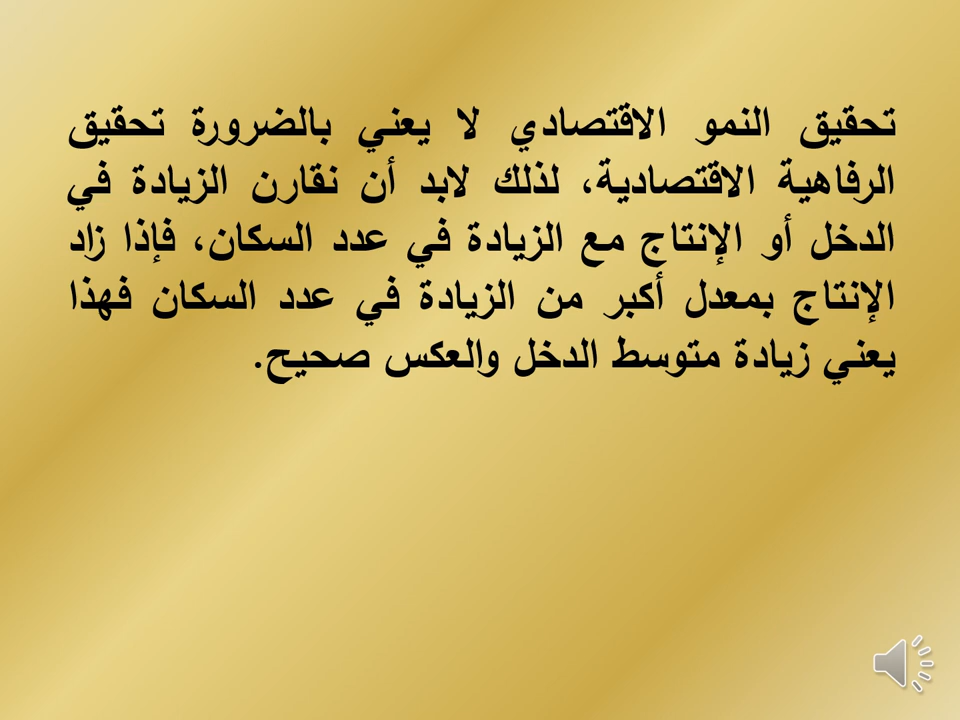 تحقيق النمو الاقتصادي لا يعني بالضرورة تحقيق
الرفاهية الاقتصادية، لذلك لابد أن نقارن الزيادة في
الدخل أو الإنتاج مع الزيادة في عدد السكان، فإذا زاد
الإنتاج بمعدل أكبر من الزيادة في عدد السكان فهذا
يعني زيادة متوسط الدخل والعكس صحيح.